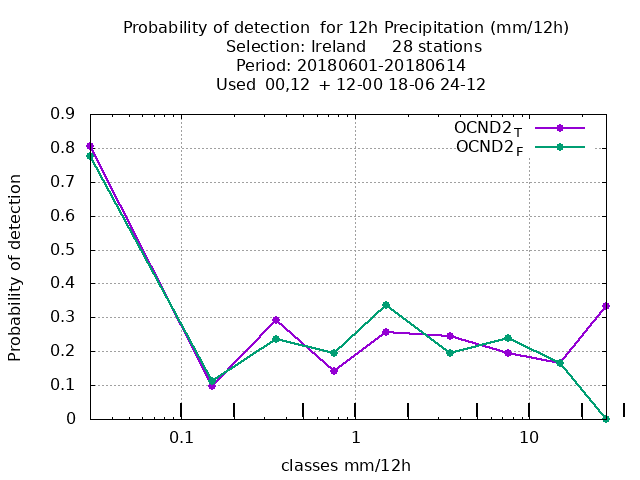 Probability of detection  for 12h Precipitation (mm/12h)
Selection: Ireland     28 stations
Period: 20180601-20180614
Used  00,12  + 12-00 18-06 24-12
OCND2T
OCND2F
Probability of detection
0.9
0.8
0.7
0.6
0.5
0.4
0.3
0.2
0.1
0
0.1 1 10
classes mm/12h